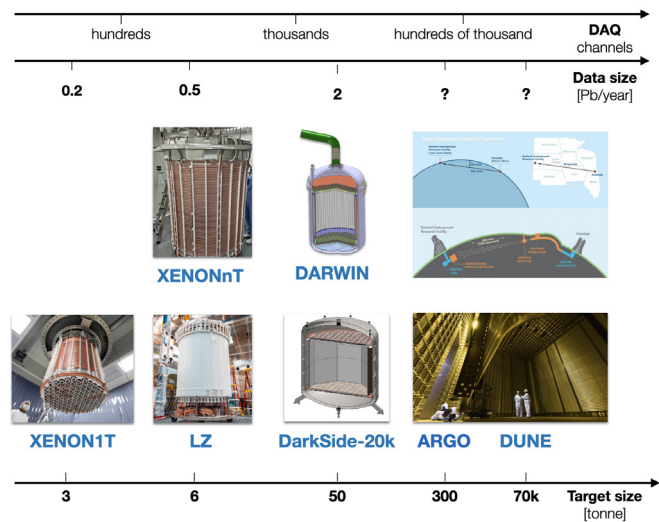 hundreds thousands hundreds of thousand DAQ
channels
0.2 0.5 2 ? ? Data size
[Pb/year]
XENONnT DARWIN
XENON1T LZ DarkSide-20k ARGO DUNE
3 6 50 300 70k Target size
[tonne]